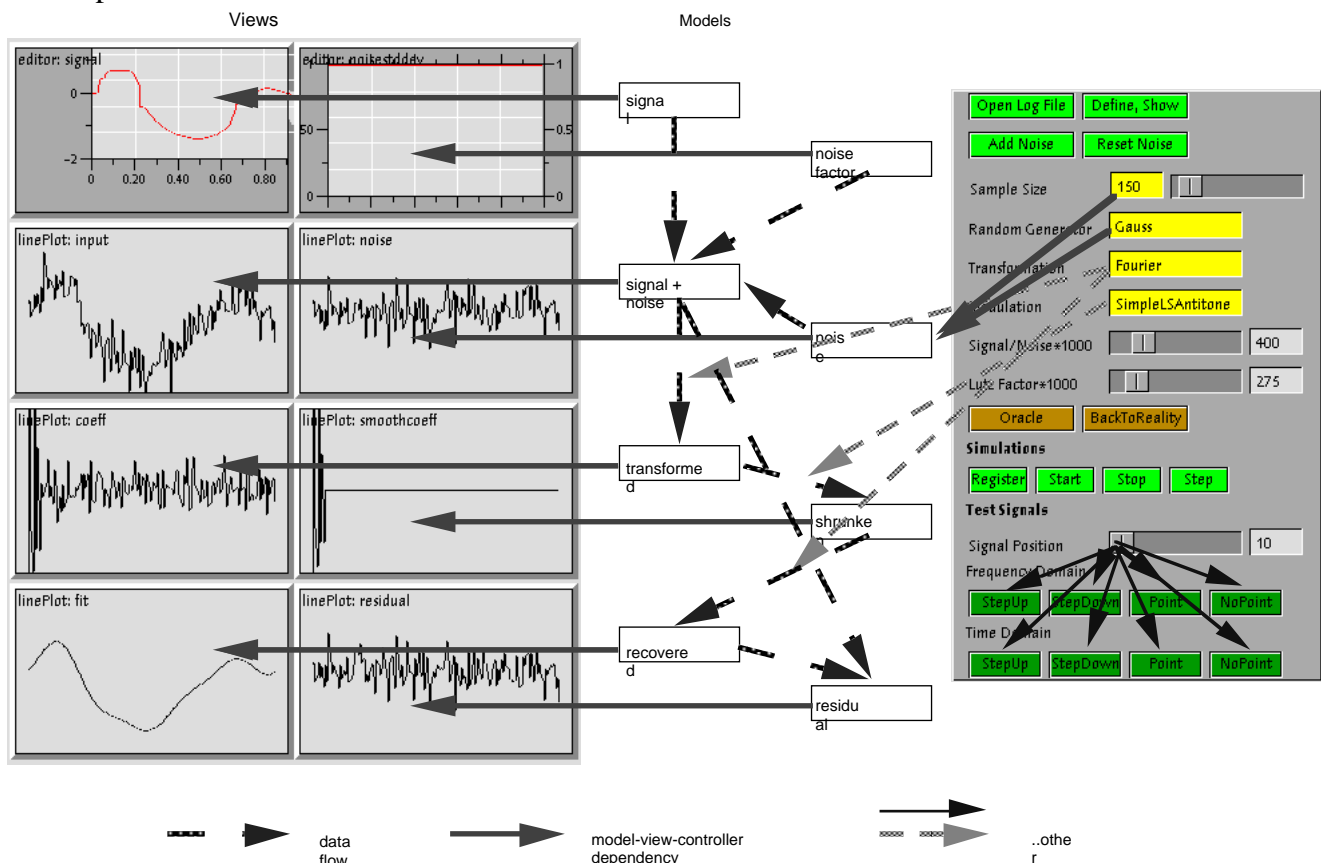 Views
Models
editor: signal
0
-2
0
0.20
0.40
0.60
0.80
editor: noisestddev
1
50
0
1
0.5
0
linePlot: input
linePlot: noise
linePlot: coeff
linePlot: smoothcoeff
linePlot: fit
linePlot: residual
signa
l
noise
factor
signal +
noise
nois
e
transforme
d
shrunke
n
recovere
d
residu
al
Open Log File
Define, Show
Add Noise
Reset Noise
Sample Size
150
Random Generator
Gauss
Transformation
Fourier
Modulation
SimpleLSAntitone
Signal/Noise*1000
400
Factor*1000
275
Oracle
BackToReality
Simulations
Register
Start
Stop
Step
Test Signals
Signal Position
10
Frequency Domain
StepUp
StepDown
Point
NoPoint
Time Domain
StepUp
StepDown
Point
NoPoint
data
flow
model-view-controller
dependency
..othe
r